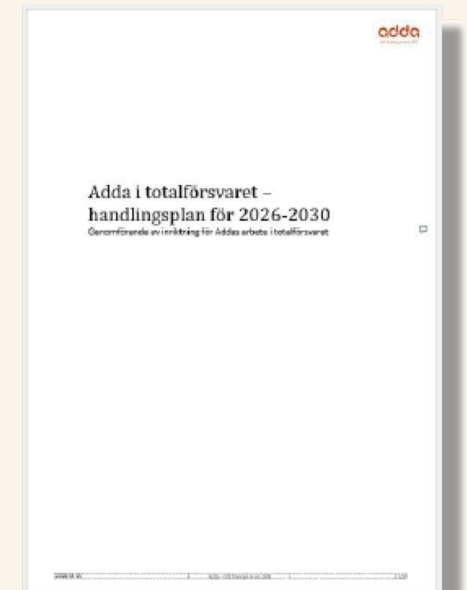 adda
Adda i totalförsvaret –
handlingsplan för 2026-2030
Genomförande av inriktning för Addas arbete i totalförsvaret